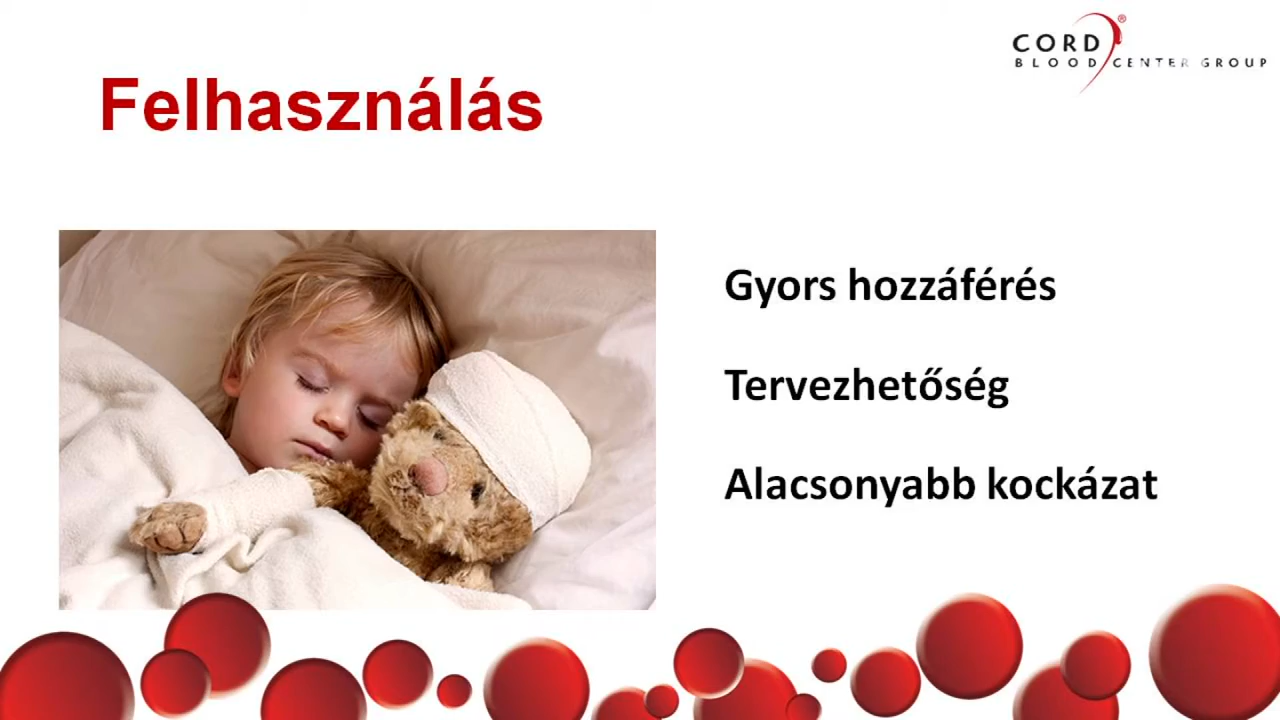 CORD
BLOOD CENTER GROUP
Felhasználás
Gyors hozzáférés
Tervezhetőség
Alacsonyabb kockázat